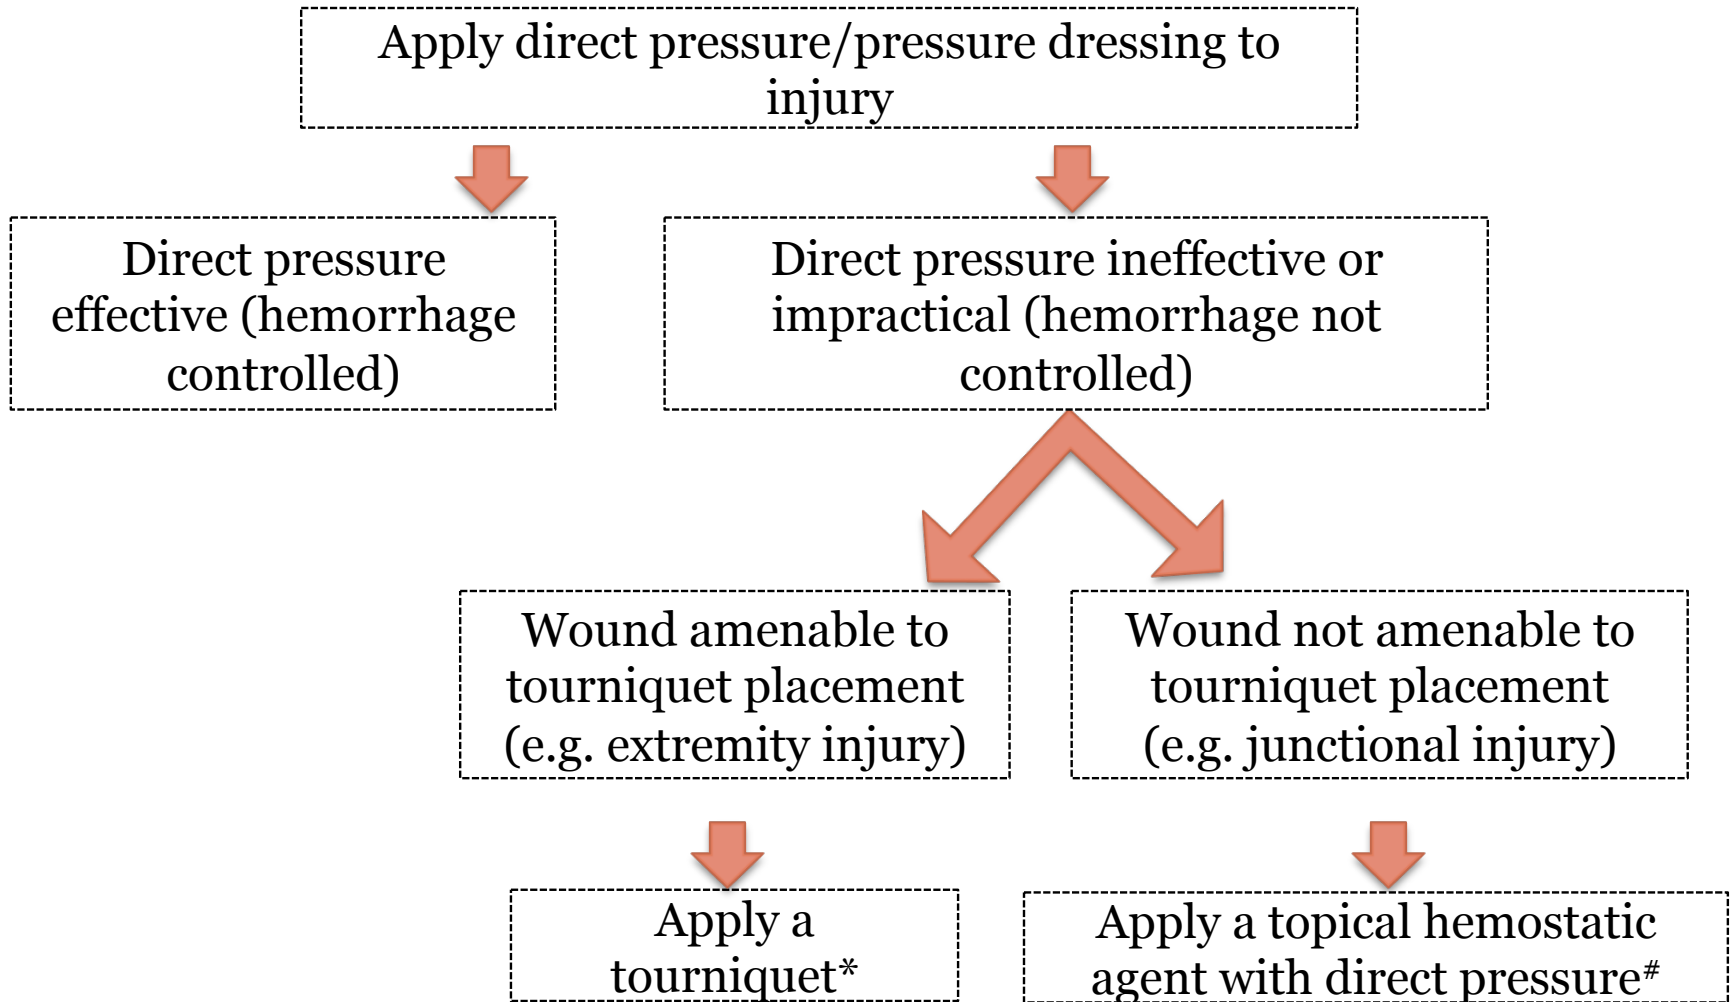 Apply direct pressure/pressure dressing to
injury
Direct pressure
effective (hemorrhage
controlled)
Direct pressure ineffective or
impractical (hemorrhage not
controlled)
Wound amenable to
tourniquet placement
(e.g. extremity injury)
Wound not amenable to
tourniquet placement
(e.g. junctional injury)
Apply a
tourniquet*
Apply a topical hemostatic
agent with direct pressure#